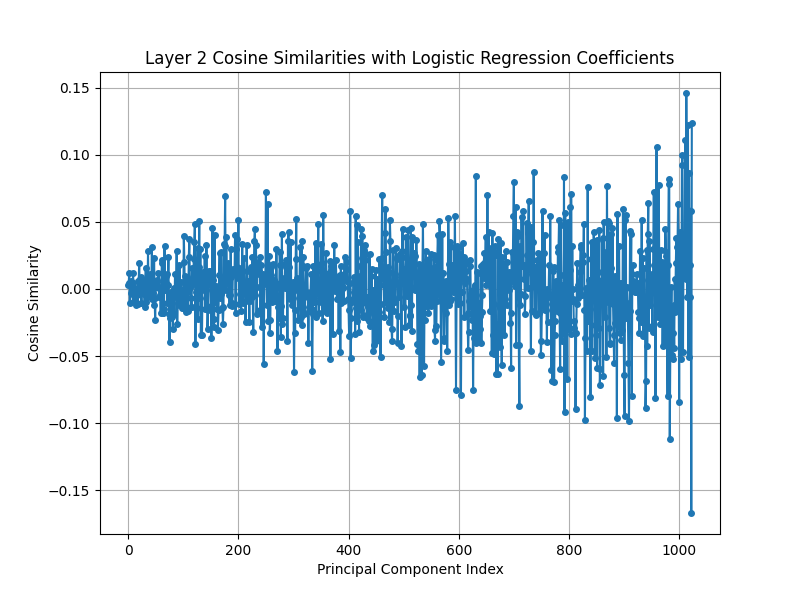 Layer 2 Cosine Similarities with Logistic Regression Coefficients
0.15
0.10
0.05
0.00
−0.05
−0.10
−0.15
Cosine Similarity
0 200 400 600 800 1000
Principal Component Index